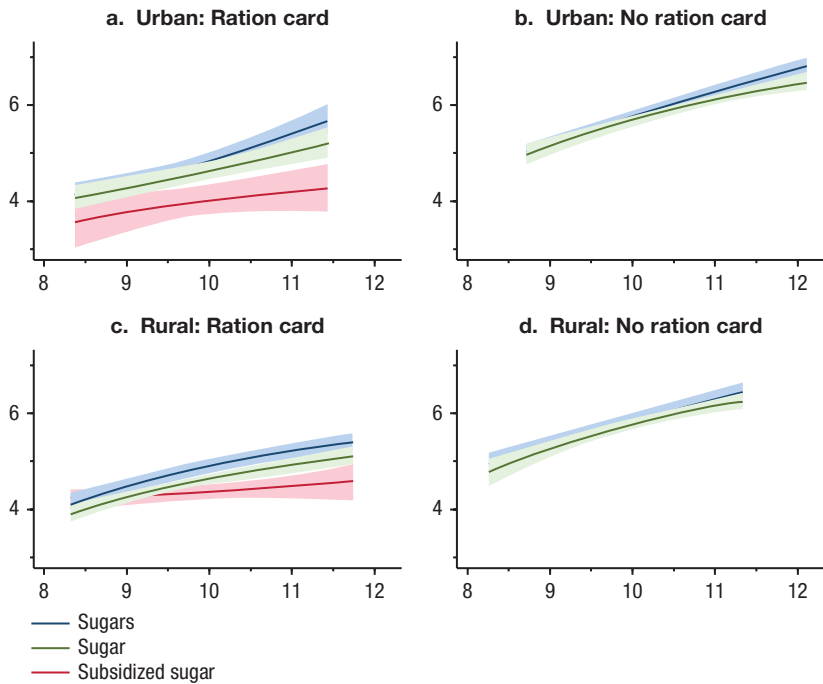 a. Urban: Ration card
b. Urban: No ration card
6
4
8 9 10 11 12
6
4
8 9 10 11 12
c. Rural: Ration card
d. Rural: No ration card
6
4
8 9 10 11 12
6
4
8 9 10 11 12
Sugars
Sugar
Subsidized sugar